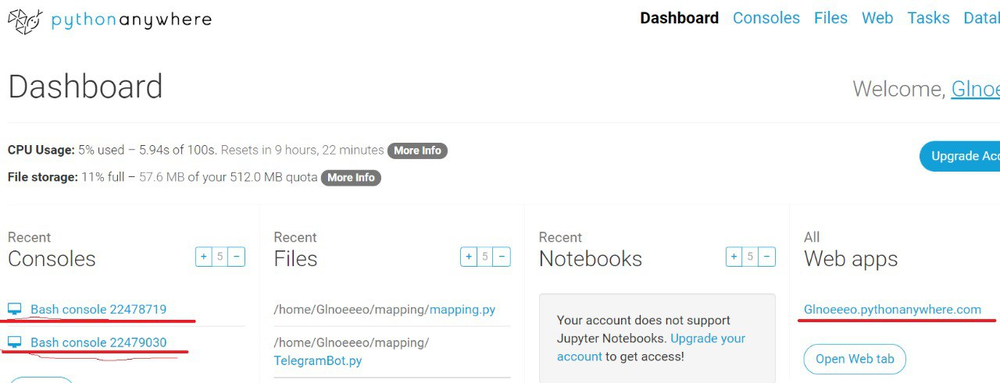 pythonanywhere
Dashboard Consoles Files Web Tasks
Dashboard
Welcome,
CPU Usage: 5% used – 5.94s of 100s. Resets in 9 hours, 22 minutes More Info
File storage: 11% full – 57.6 MB of your 512.0 MB quota More Info
Upgrade
Recent
Consoles
+ 5 −
Bash console 22478719
Bash console 22479030
Recent
Files
+ 5 −
/home/Glnoeeeo/mapping/mapping.py
/home/Glnoeeeo/mapping/
TelegramBot.py
Recent
Notebooks
+ 5 −
Your account does not support
Jupyter Notebooks. Upgrade your
account to get access!
All
Web apps
Glnoeeeo.pythonanywhere.com
Open Web tab